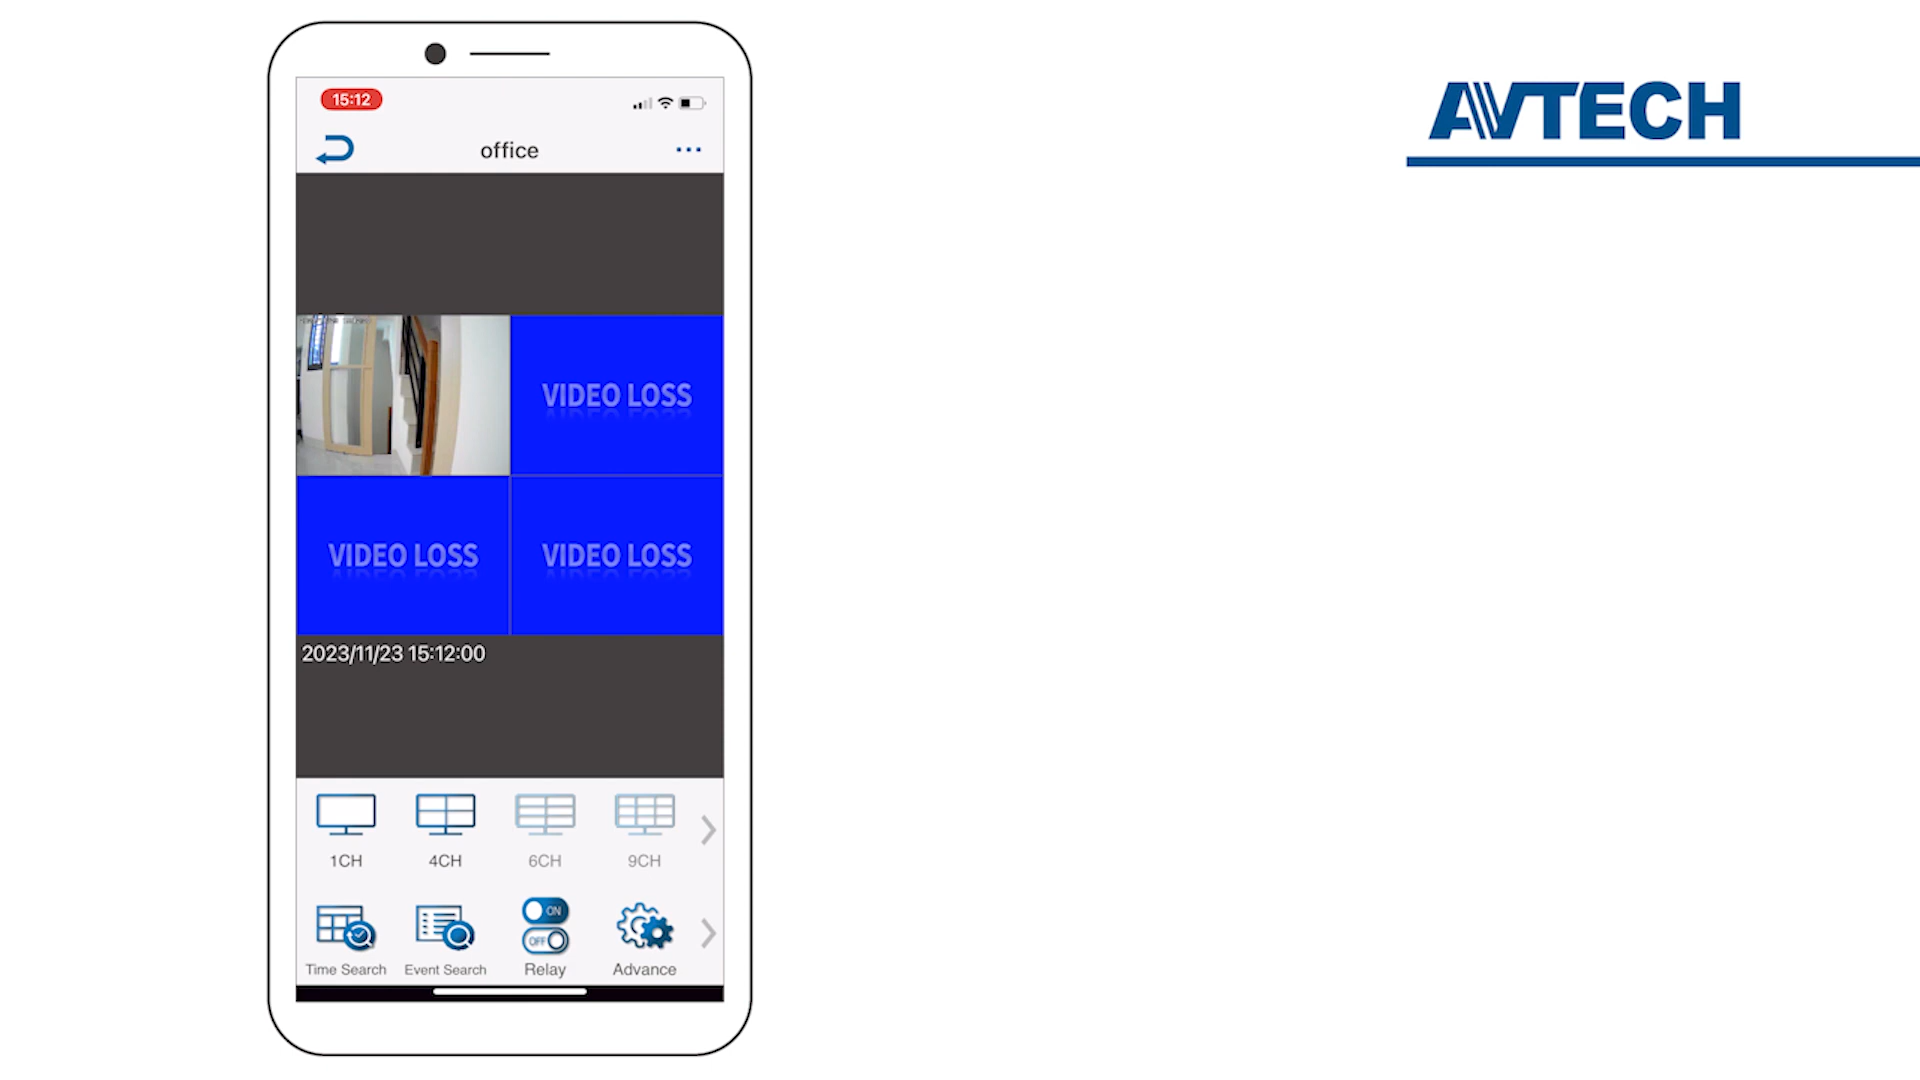 15:12
office
AVTECH
VIDEO LOSS
VIDEO LOSS
VIDEO LOSS
2023/11/23 15:12:00
1CH
4CH
6CH
9CH
ON
OFF
Time Search
Event Search
Relay
Advance